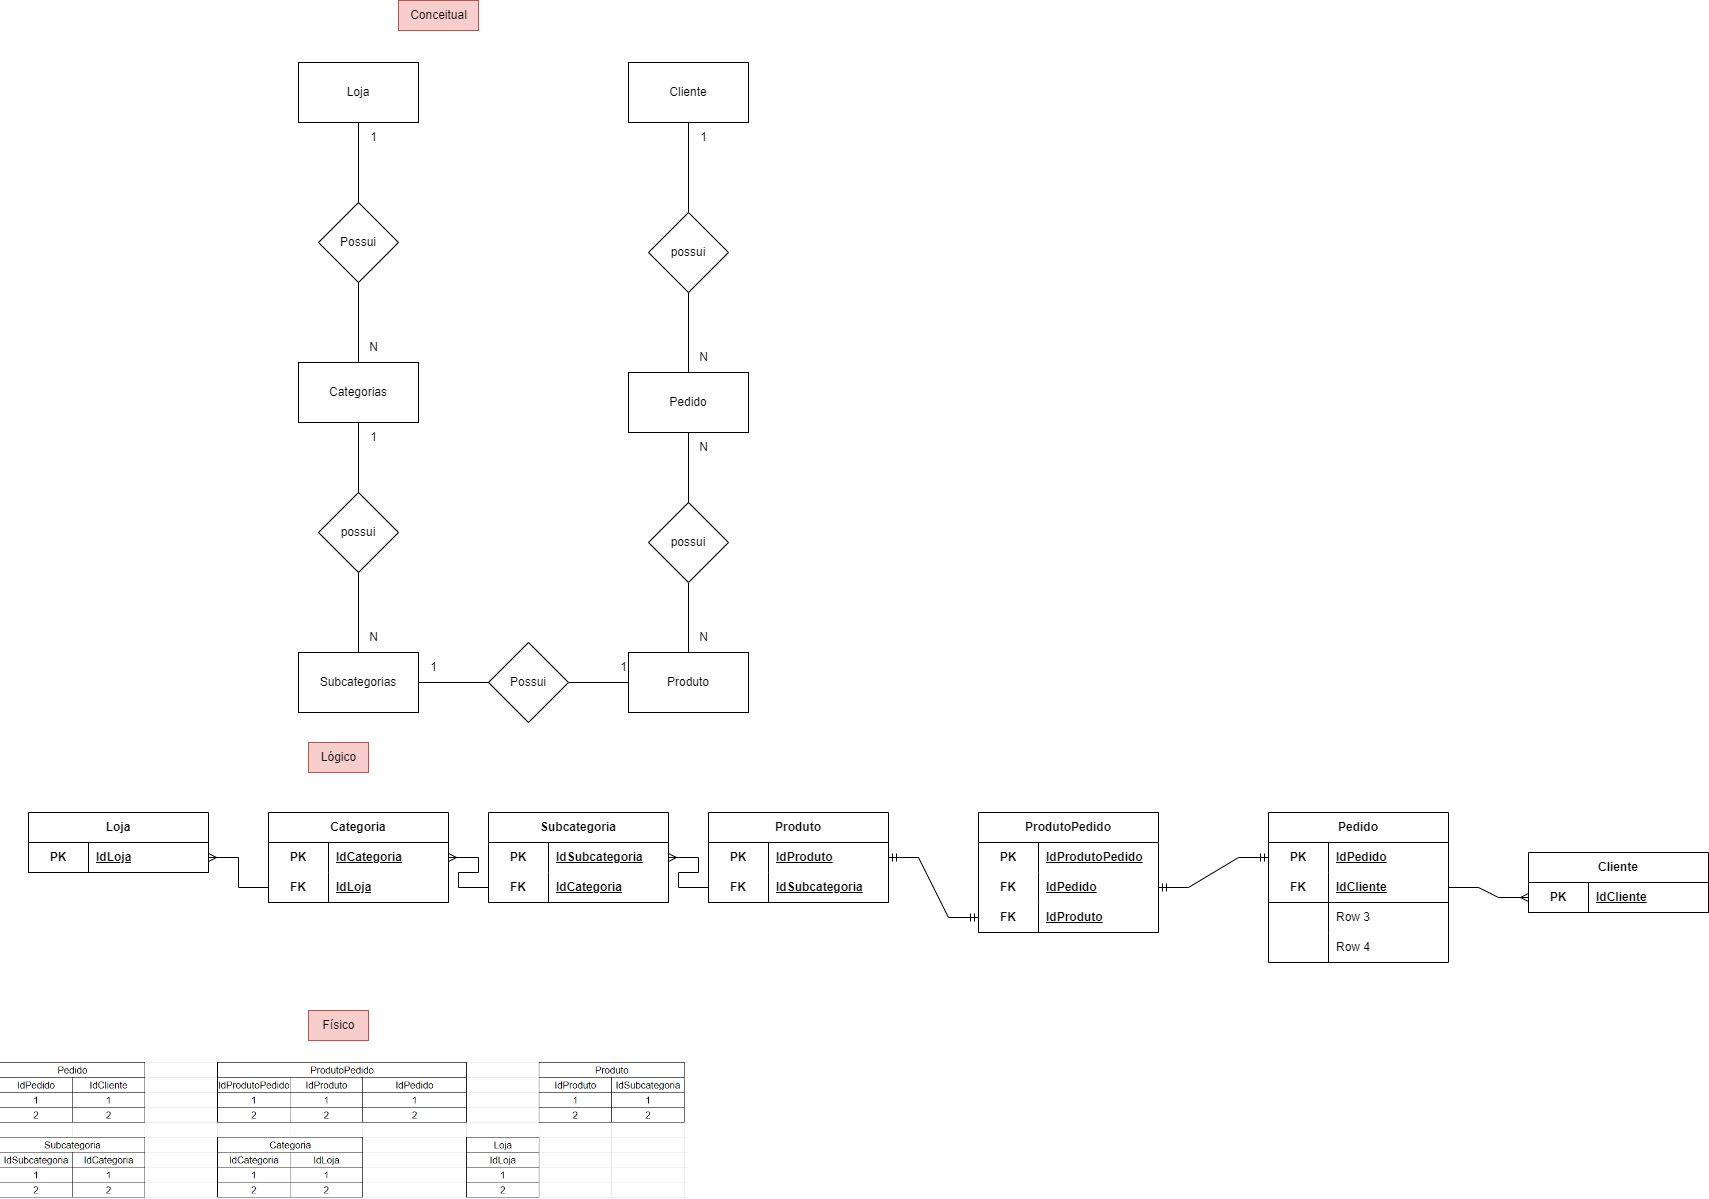 Conceitual
Loja
Cliente
1
1
Possui
possui
N
N
Categorias
Pedido
1
N
possui
possui
N
N
1
1
Subcategorias
Possui
Produto
Lógico
Loja
PK IdLoja
Categoria
PK IdCategoria
FK IdLoja
Subcategoria
PK IdSubcategoria
FK IdCategoria
Produto
PK IdProduto
FK IdSubcategoria
ProdutoPedido
PK IdProdutoPedido
FK IdPedido
FK IdProduto
Pedido
PK IdPedido
FK IdCliente
Row 3
Row 4
Cliente
PK IdCliente
Físico
Pedido
IdPedido IdCliente
1 1
2 2
ProdutoPedido
IdProdutoPedido IdProduto IdPedido
1 1 1
2 2 2
Produto
IdProduto IdSubcategoria
1 1
2 2
Subcategoria
IdSubcategoria IdCategoria
1 1
2 2
Categoria
IdCategoria IdLoja
1 1
2 2
Loja
IdLoja
1
2